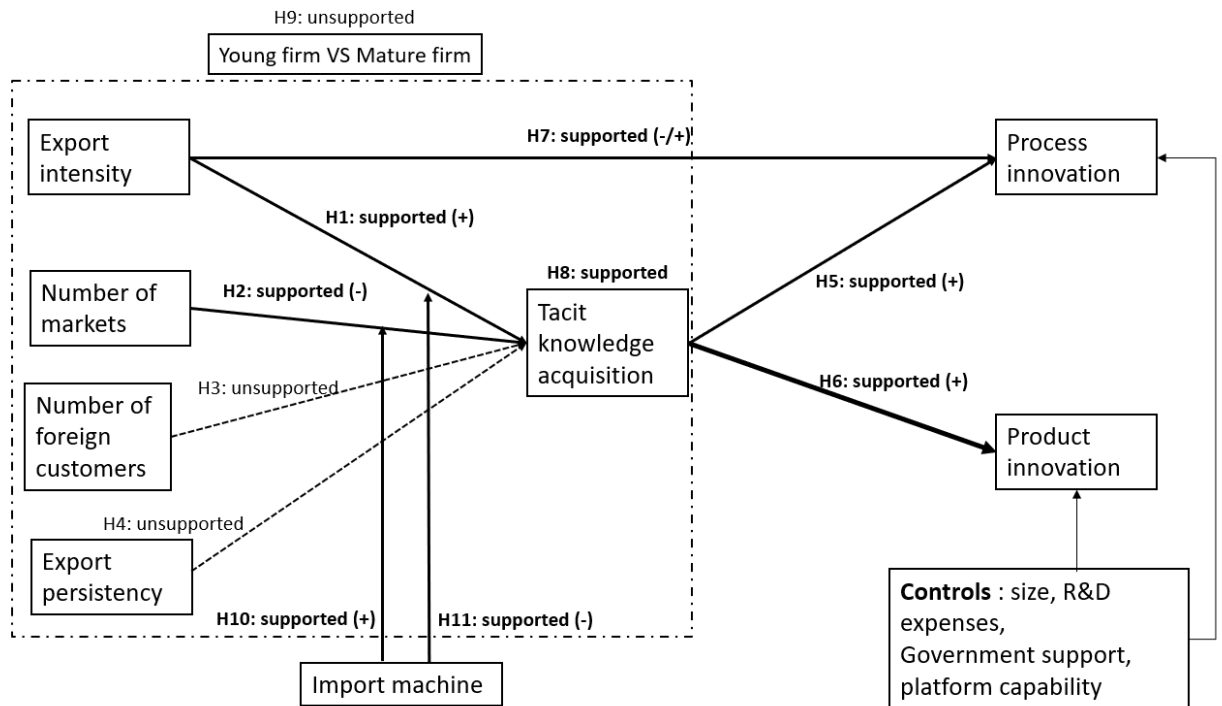 H9: unsupported
Young firm VS Mature firm
Export
intensity
H7: supported (-/+)
Process
innovation
H1: supported (+)
Number of
markets
H2: supported (-)
H8: supported
Tacit
knowledge
acquisition
H5: supported (+)
H3: unsupported
Number of
foreign
customers
H6: supported (+)
Product
innovation
H4: unsupported
Export
persistency
H10: supported (+)
H11: supported (-)
Import machine
Controls : size, R&D
expenses,
Government support,
platform capability